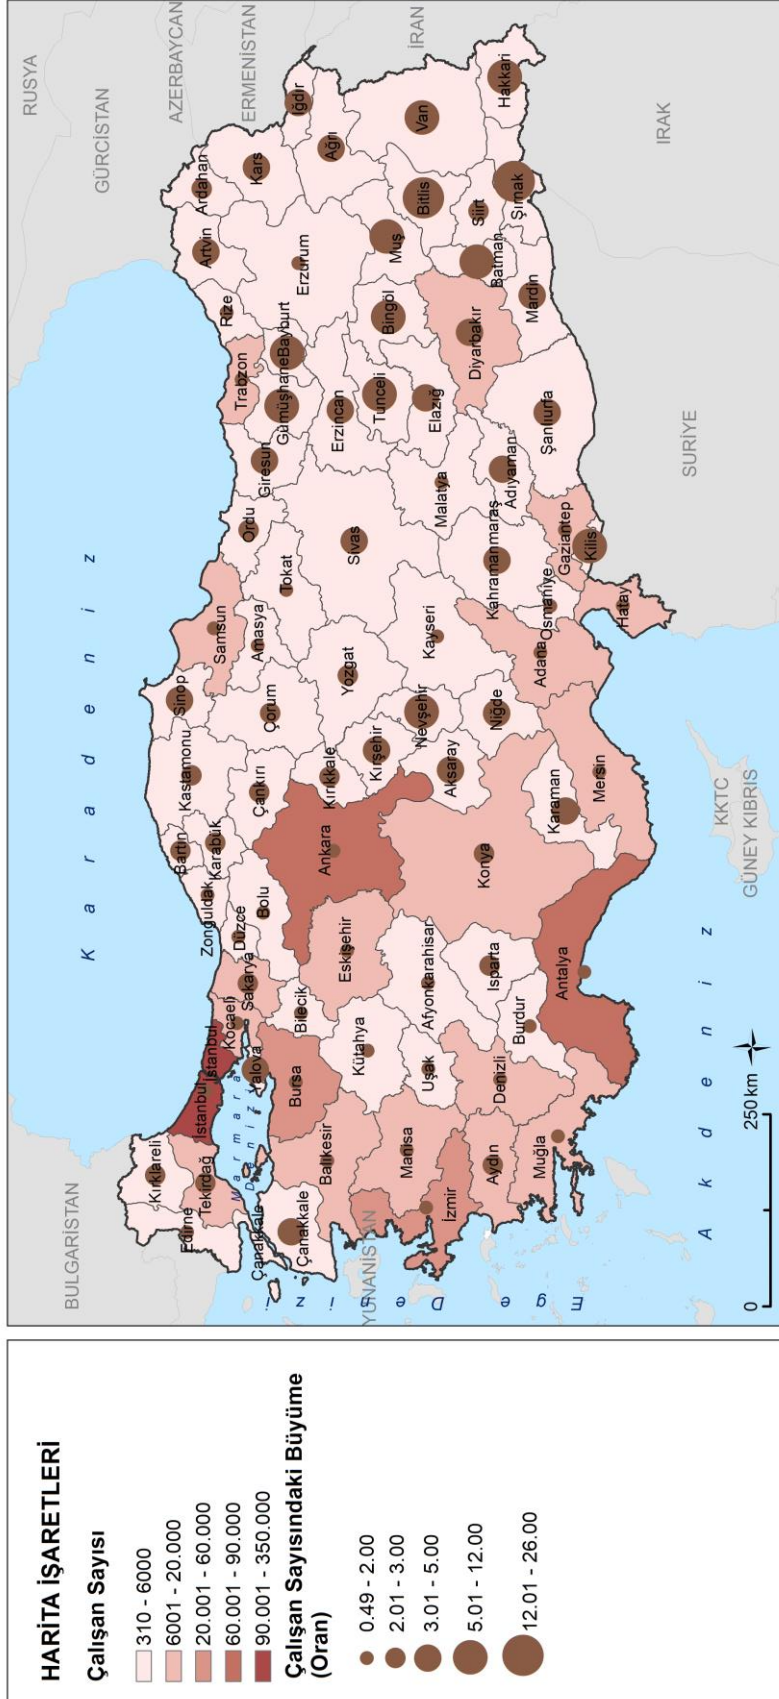 HARİTA İŞARETLERİ
Çalışan Sayısı
310 - 6000
6001 - 20.000
20.001 - 60.000
60.001 - 90.000
90.001 - 350.000
Çalışan Sayısındaki Büyüme
(Oran)
0.49 - 2.00
2.01 - 3.00
3.01 - 5.00
5.01 - 12.00
12.01 - 26.00
RUSYA
GÜRCİSTAN
AZERBAYCAN
ERMENİSTAN
İRAN
IRAK
SURİYE
BULGARİSTAN
YUNANİSTAN
KKTC
GÜNEY KIBRIS
Karadeniz
Marmara
Denizi
Ege Denizi
Akdeniz
Kırklareli
Edirne
Tekirdağ
İstanbul
İstanbul
Kocaeli
Yalova
Sakarya
Düzce
Zonguldak
Bartın
Karabük
Kastamonu
Sinop
Samsun
Ordu
Giresun
Trabzon
Rize
Artvin
Ardahan
Çanakkale
Çanakkale
Balıkesir
Bursa
Bilecik
Bolu
Çankırı
Çorum
Amasya
Tokat
Gümüşhane
Bayburt
Erzurum
Kars
Iğdır
Ağrı
Kütahya
Eskişehir
Ankara
Kırıkkale
Kırşehir
Yozgat
Sivas
Erzincan
Tunceli
Bingöl
Muş
Bitlis
Van
Hakkari
Manisa
İzmir
Uşak
Afyonkarahisar
Konya
Aksaray
Nevşehir
Kayseri
Malatya
Elazığ
Diyarbakır
Batman
Siirt
Şırnak
Aydın
Denizli
Burdur
Isparta
Karaman
Niğde
Adana
Kahramanmaraş
Adıyaman
Şanlıurfa
Mardin
Muğla
Antalya
Mersin
Osmaniye
Gaziantep
Kilis
Hatay
0
250 km